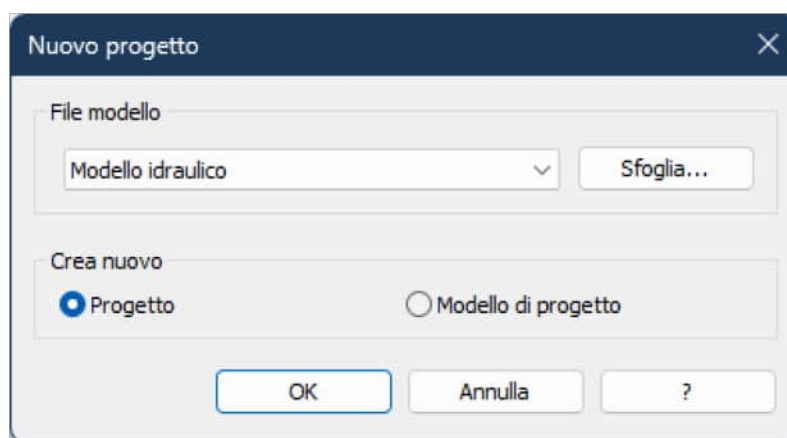 Nuovo progetto
File modello
Modello idraulico
Sfoglia...
Crea nuovo
Progetto
Modello di progetto
OK
Annulla
?